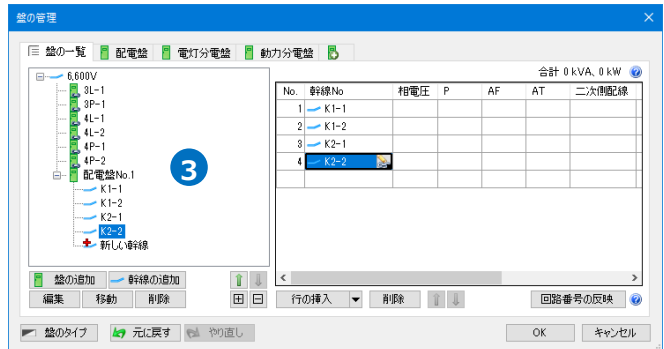 盤の管理
盤の一覧 配電盤 電灯分電盤 動力分電盤
合計 0 kVA, 0 kW
6,600V
3L-1
3P-1
4L-1
4L-2
4P-1
4P-2
配電盤No.1
K1-1
K1-2
K2-1
K2-2
新しい幹線
3
No. 幹線No 相電圧 P AF AT 二次側配線
1 K1-1
2 K1-2
3 K2-1
4 K2-2
盤の追加 幹線の追加
編集 移動 削除
行の挿入 削除 回路番号の反映
盤のタイプ 元に戻す やり直し OK キャンセル